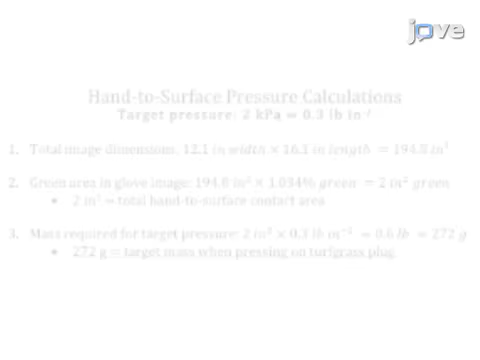 jove
Hand-to-Surface Pressure Calculations
Target pressure: 2 kPa = 0.3 lb in⁻²
1. Total image dimensions: 12.1 in width × 16.1 in length = 194.8 in²
2. Green area in glove image: 194.8 in² × 1.034% green = 2 in² green
• 2 in² = total hand-to-surface contact area
3. Mass required for target pressure: 2 in² × 0.3 lb in⁻² = 0.6 lb = 272 g
• 272 g = target mass when pressing on turfgrass plug